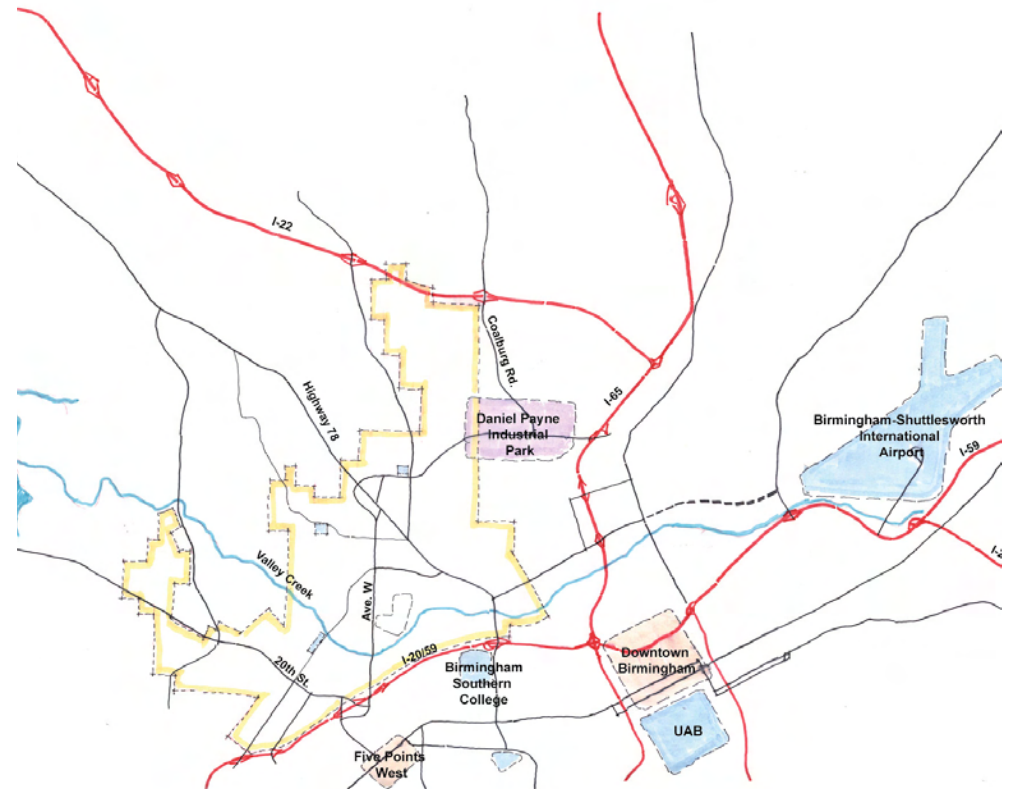 I-22
Coalburg Rd.
Highway 78
I-65
Daniel Payne
Industrial
Park
Birmingham-Shuttlesworth
International
Airport
I-59
Valley Creek
Ave. W
I-20/59
20th St.
Birmingham
Southern
College
Downtown
Birmingham
UAB
Five Points
West